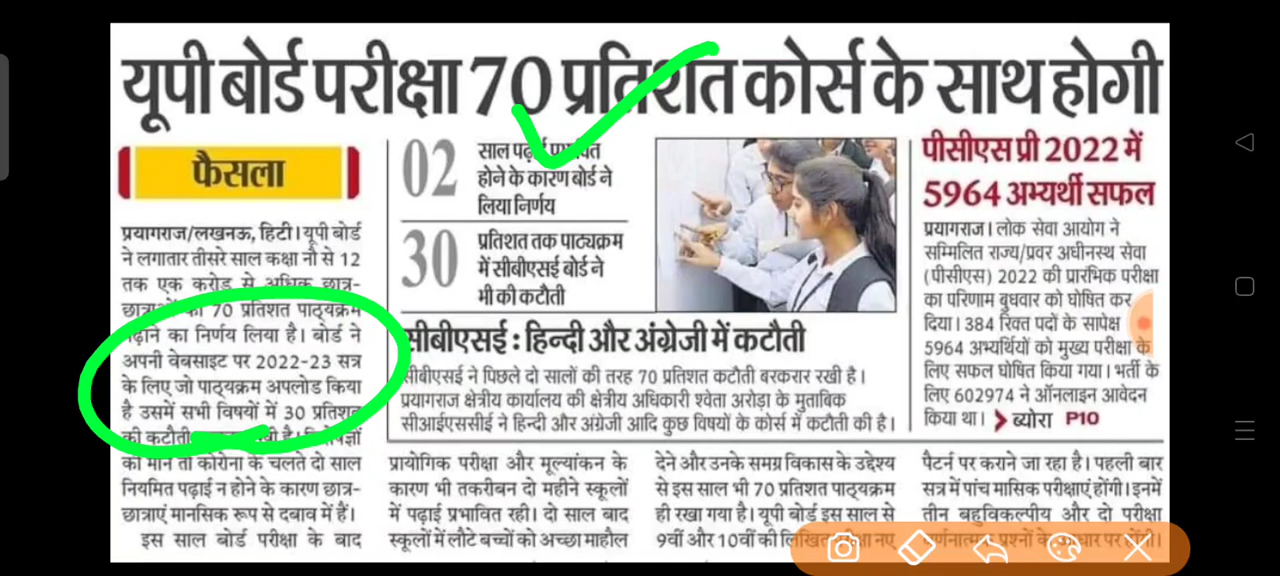 यूपी बोर्ड परीक्षा 70 प्रतिशत कोर्स के साथ होगी
फैसला
प्रयागराज/लखनऊ, हिटी। यूपी बोर्ड
ने लगातार तीसरे साल कक्षा नौ से 12
तक एक करोड़ से अधिक छात्र-
छात्राओं को 70 प्रतिशत पाठ्यक्रम
पढ़ाने का निर्णय लिया है। बोर्ड ने
अपनी वेबसाइट पर 2022-23 सत्र
के लिए जो पाठ्यक्रम अपलोड किया
है उसमें सभी विषयों में 30 प्रतिशत
की कटौती है।
की मानें तो कोरोना के चलते दो साल
नियमित पढ़ाई न होने के कारण छात्र-
छात्राएं मानसिक रूप से दबाव में हैं।
इस साल बोर्ड परीक्षा के बाद
02
साल पढ़ाई प्रभावित
होने के कारण बोर्ड ने
लिया निर्णय
30
प्रतिशत तक पाठ्यक्रम
में सीबीएसई बोर्ड ने
भी की कटौती
सीबीएसई : हिन्दी और अंग्रेजी में कटौती
सीबीएसई ने पिछले दो सालों की तरह 70 प्रतिशत कटौती बरकरार रखी है।
प्रयागराज क्षेत्रीय कार्यालय की क्षेत्रीय अधिकारी श्वेता अरोड़ा के मुताबिक
सीआईएससीई ने हिन्दी और अंग्रेजी आदि कुछ विषयों के कोर्स में कटौती की है।
प्रायोगिक परीक्षा और मूल्यांकन के
कारण भी तकरीबन दो महीने स्कूलों
में पढ़ाई प्रभावित रही। दो साल बाद
स्कूलों में लौटे बच्चों को अच्छा माहौल
देने और उनके समग्र विकास के उद्देश्य
से इस साल भी 70 प्रतिशत पाठ्यक्रम
ही रखा गया है। यूपी बोर्ड इस साल से
9वीं और 10वीं की लिखित परीक्षा नए
पैटर्न पर कराने जा रहा है। पहली बार
सत्र में पांच मासिक परीक्षाएं होंगी। इनमें
तीन बहुविकल्पीय और दो परीक्षा
वर्णनात्मक प्रश्नों के आधार पर होंगी।
पीसीएस प्री 2022 में
5964 अभ्यर्थी सफल
प्रयागराज। लोक सेवा आयोग ने
सम्मिलित राज्य/प्रवर अधीनस्थ सेवा
(पीसीएस) 2022 की प्रारंभिक परीक्षा
का परिणाम बुधवार को घोषित कर
दिया। 384 रिक्त पदों के सापेक्ष
5964 अभ्यर्थियों को मुख्य परीक्षा के
लिए सफल घोषित किया गया। भर्ती के
लिए 602974 ने ऑनलाइन आवेदन
किया था। ब्योरा P10